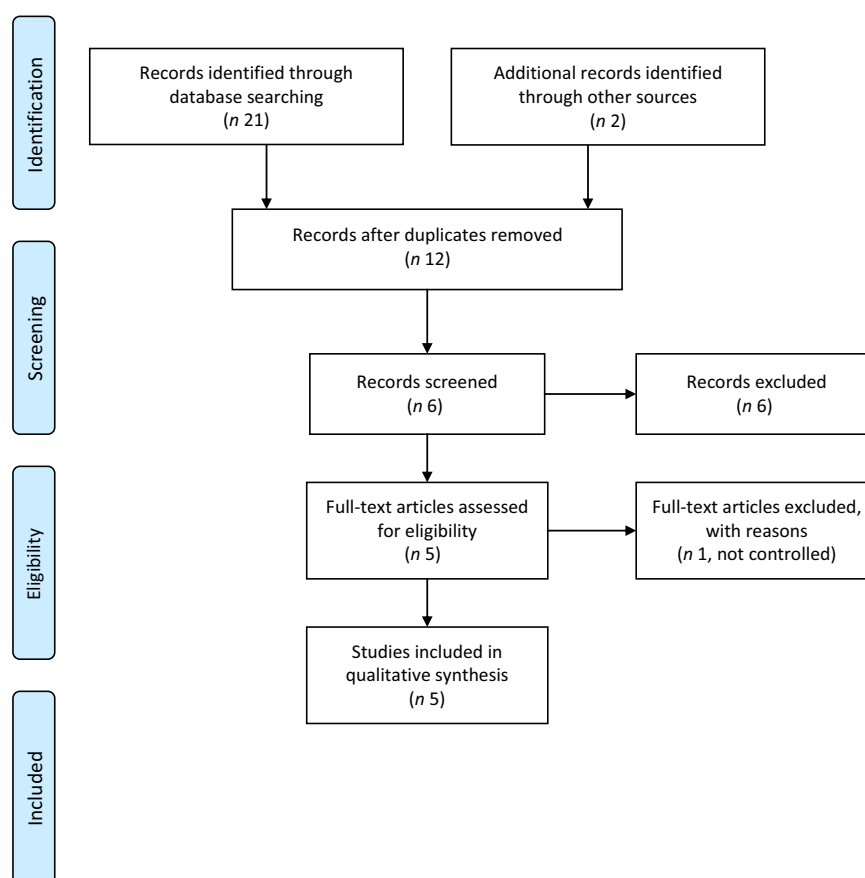 Identification
Records identified through
database searching
(n 21)
Additional records identified
through other sources
(n 2)
Records after duplicates removed
(n 12)
Screening
Records screened
(n 6)
Records excluded
(n 6)
Eligibility
Full-text articles assessed
for eligibility
(n 5)
Full-text articles excluded,
with reasons
(n 1, not controlled)
Studies included in
qualitative synthesis
(n 5)
Included